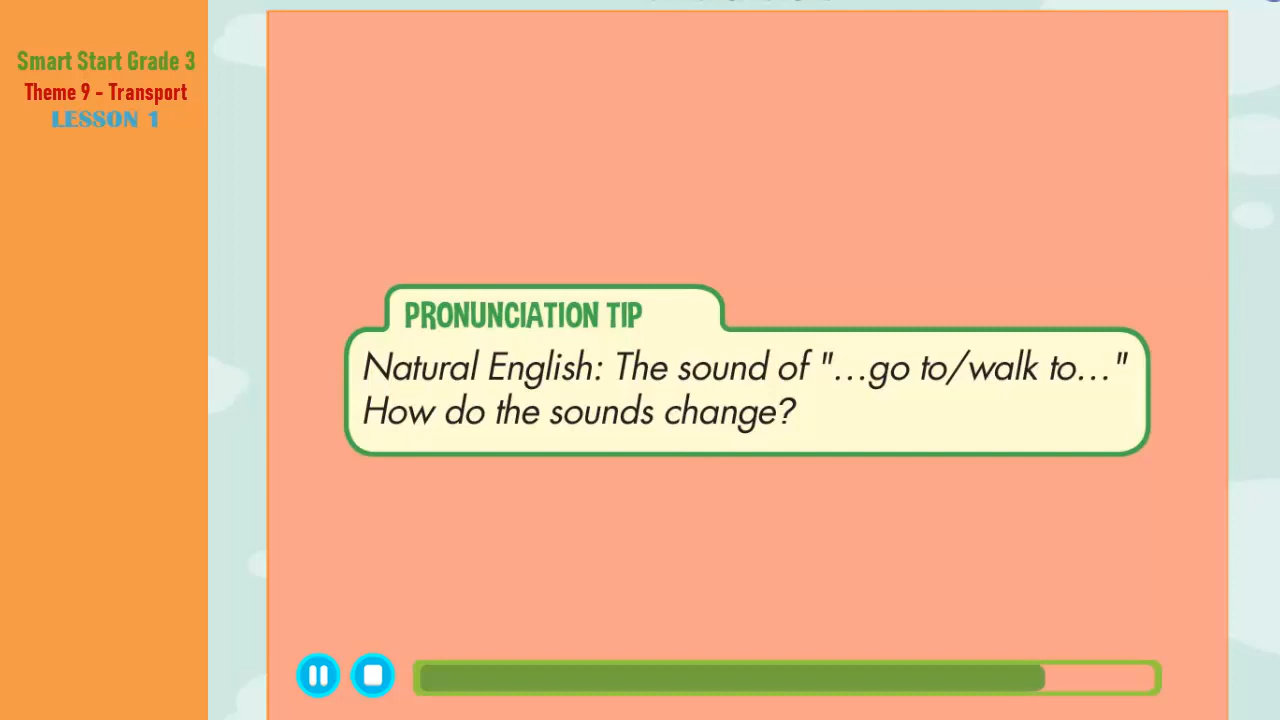 Smart Start Grade 3
Theme 9 - Transport
LESSON 1
PRONUNCIATION TIP
Natural English: The sound of "...go to/walk to..."
How do the sounds change?